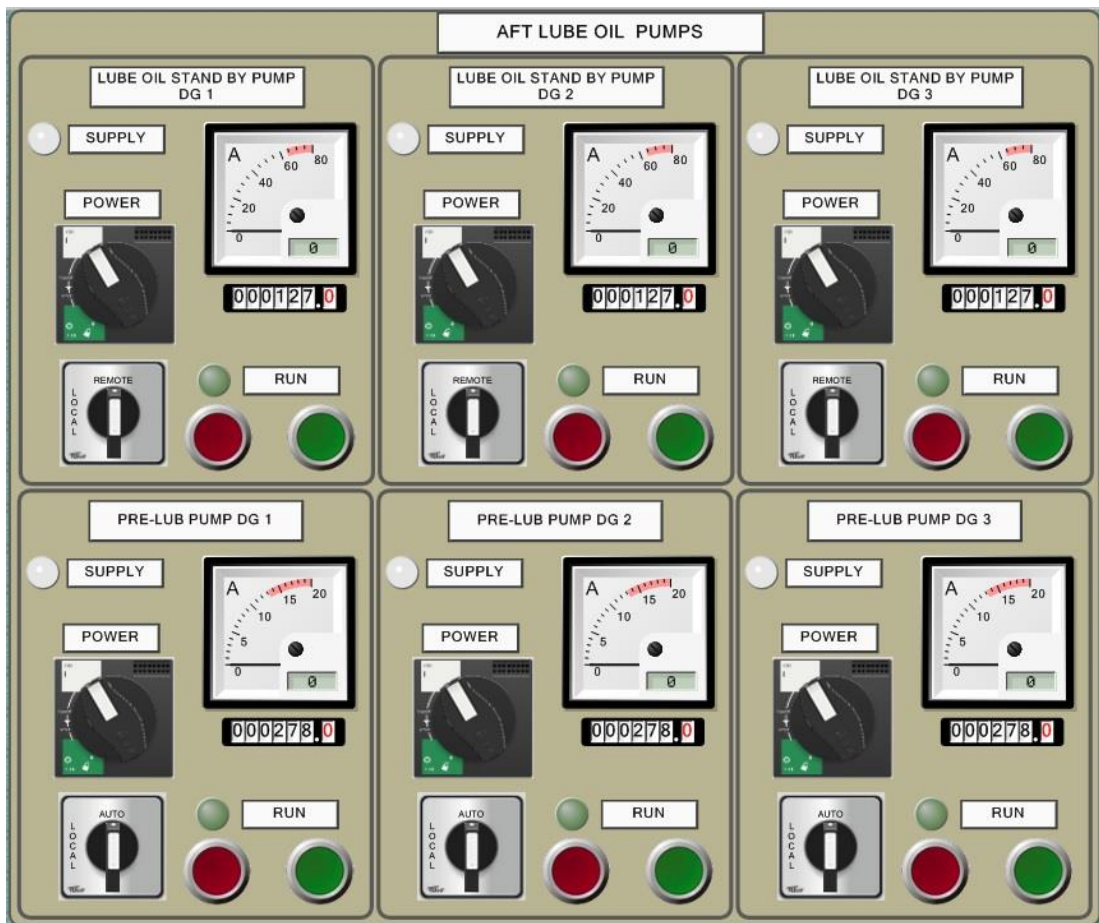 AFT LUBE OIL PUMPS
LUBE OIL STAND BY PUMP
DG 1
SUPPLY
A
0
20
40
60
80
0
POWER
I
000127.0
REMOTE
LOCAL
RUN
LUBE OIL STAND BY PUMP
DG 2
SUPPLY
A
0
20
40
60
80
0
POWER
I
000127.0
REMOTE
LOCAL
RUN
LUBE OIL STAND BY PUMP
DG 3
SUPPLY
A
0
20
40
60
80
0
POWER
I
000127.0
REMOTE
LOCAL
RUN
PRE-LUB PUMP DG 1
SUPPLY
A
0
5
10
15
20
0
POWER
I
000278.0
AUTO
LOCAL
RUN
PRE-LUB PUMP DG 2
SUPPLY
A
0
5
10
15
20
0
POWER
I
000278.0
AUTO
LOCAL
RUN
PRE-LUB PUMP DG 3
SUPPLY
A
0
5
10
15
20
0
POWER
I
000278.0
AUTO
LOCAL
RUN